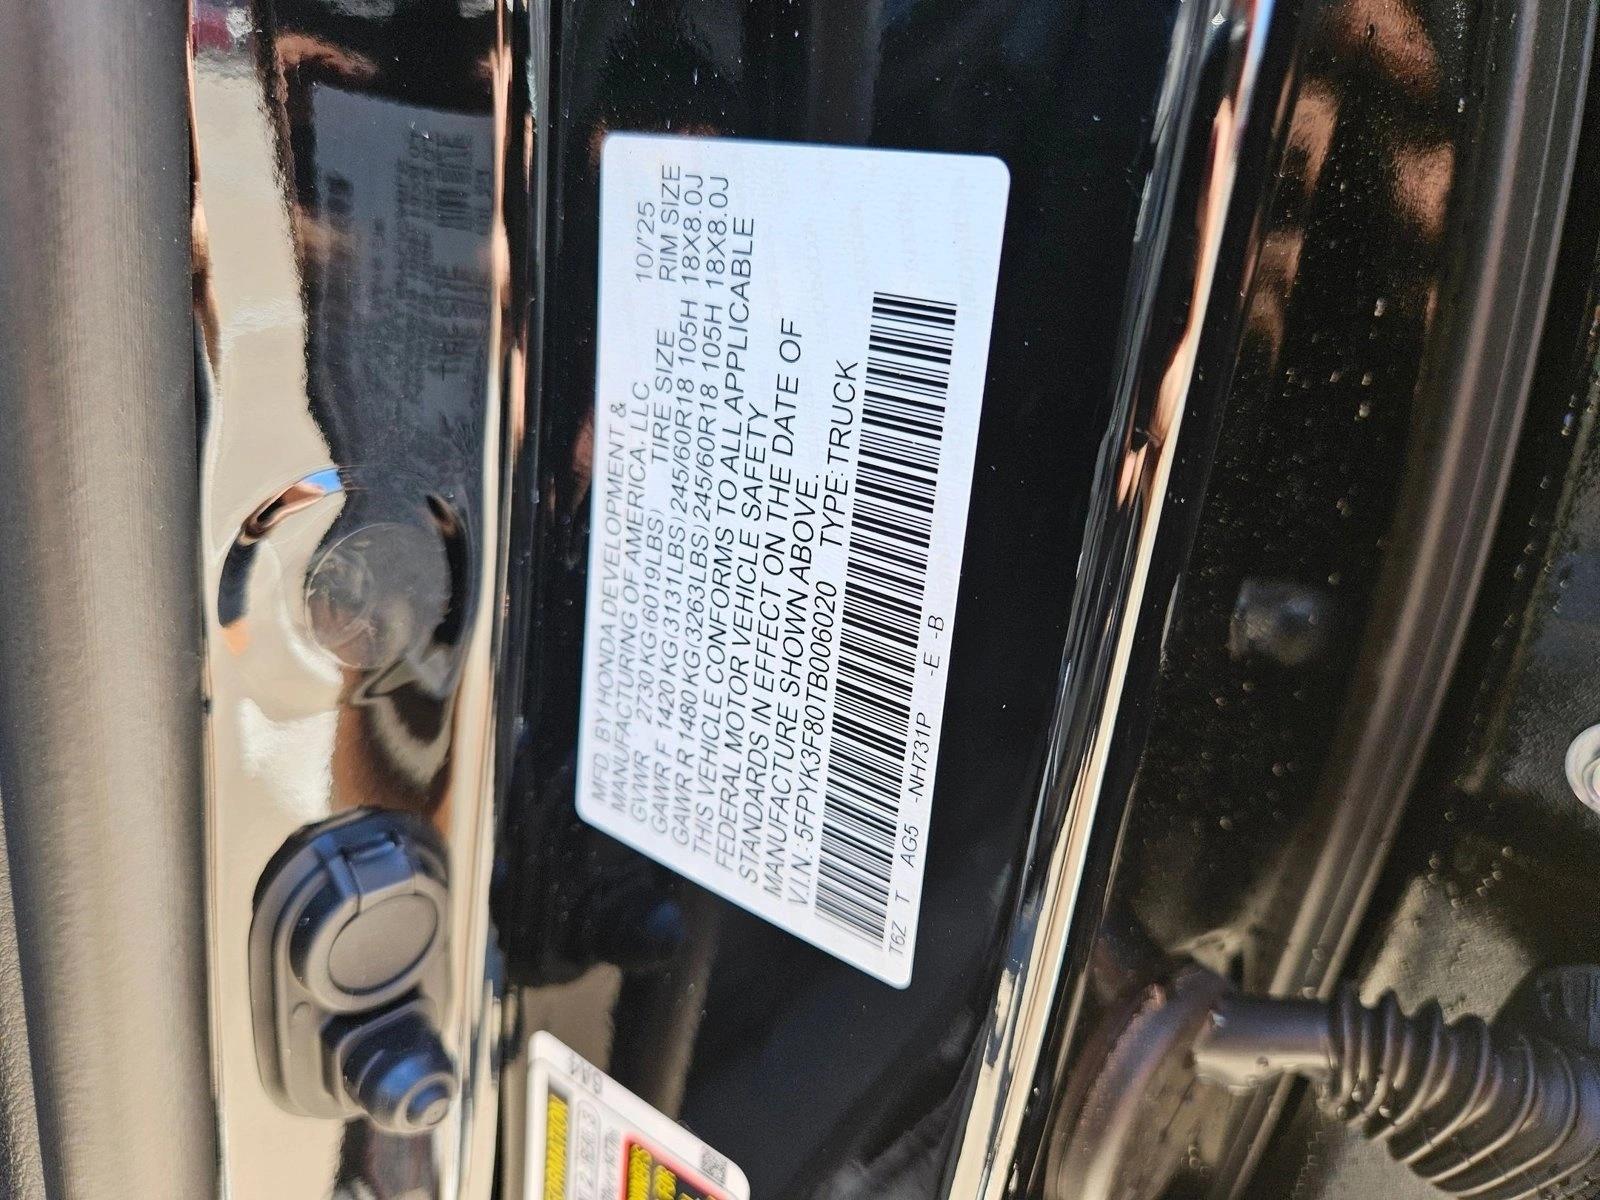 MFD. BY HONDA DEVELOPMENT &
MANUFACTURING OF AMERICA. LLC 10/'25
GVWR 2730 KG(6019LBS) TIRE SIZE RIM SIZE
GAWR F 1420 KG(3131LBS)245/60R18 105H 18X8.0J
GAWR R 1480 KG(3263LBS)245/60R18 105H 18X8.0J
THIS VEHICLE CONFORMS TO ALL APPLICABLE
FEDERAL MOTOR VEHICLE SAFETY
STANDARDS IN EFFECT ON THE DATE OF
MANUFACTURE SHOWN ABOVE.
V.I.N.:5FPYK3F80TB006020 TYPE:TRUCK
T6Z T AG5 -NH731P -E -B